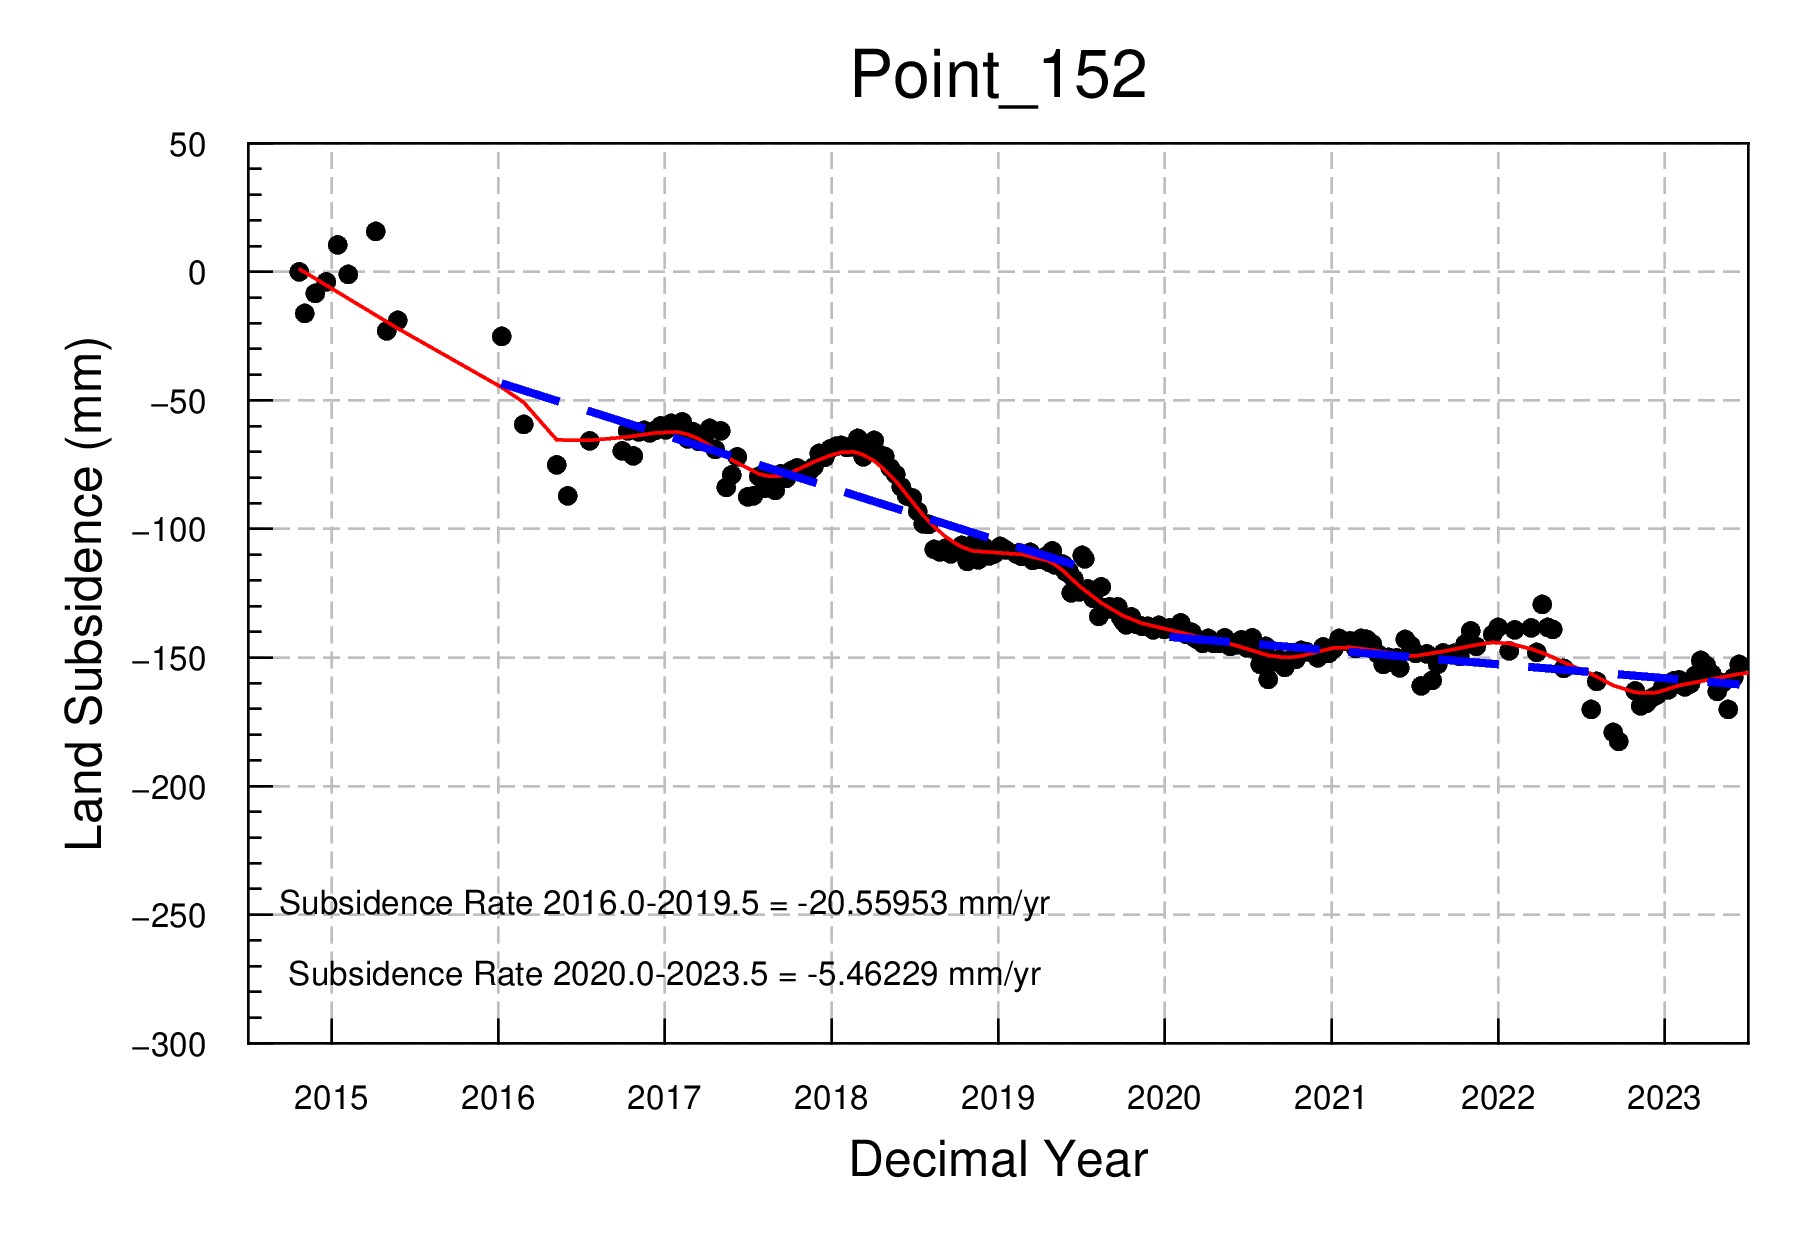 Point_152
50
0
−50
−100
−150
−200
−250
−300
Land Subsidence (mm)
Subsidence Rate 2016.0-2019.5 = -20.55953 mm/yr
Subsidence Rate 2020.0-2023.5 = -5.46229 mm/yr
2015 2016 2017 2018 2019 2020 2021 2022 2023
Decimal Year